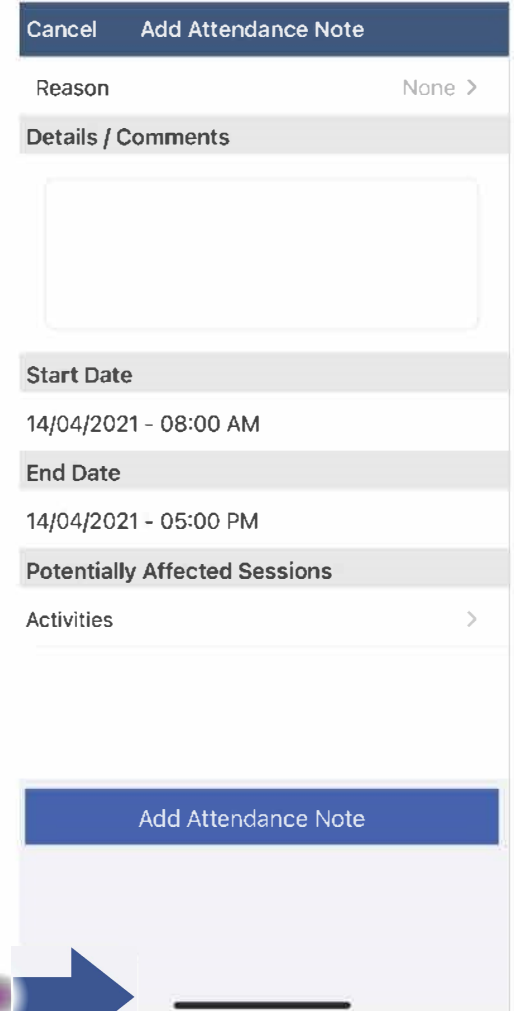 Cancel Add Attendance Note
Reason None >
Details / Comments
Start Date
14/04/2021 - 08:00 AM
End Date
14/04/2021 - 05:00 PM
Potentially Affected Sessions
Activities >
Add Attendance Note